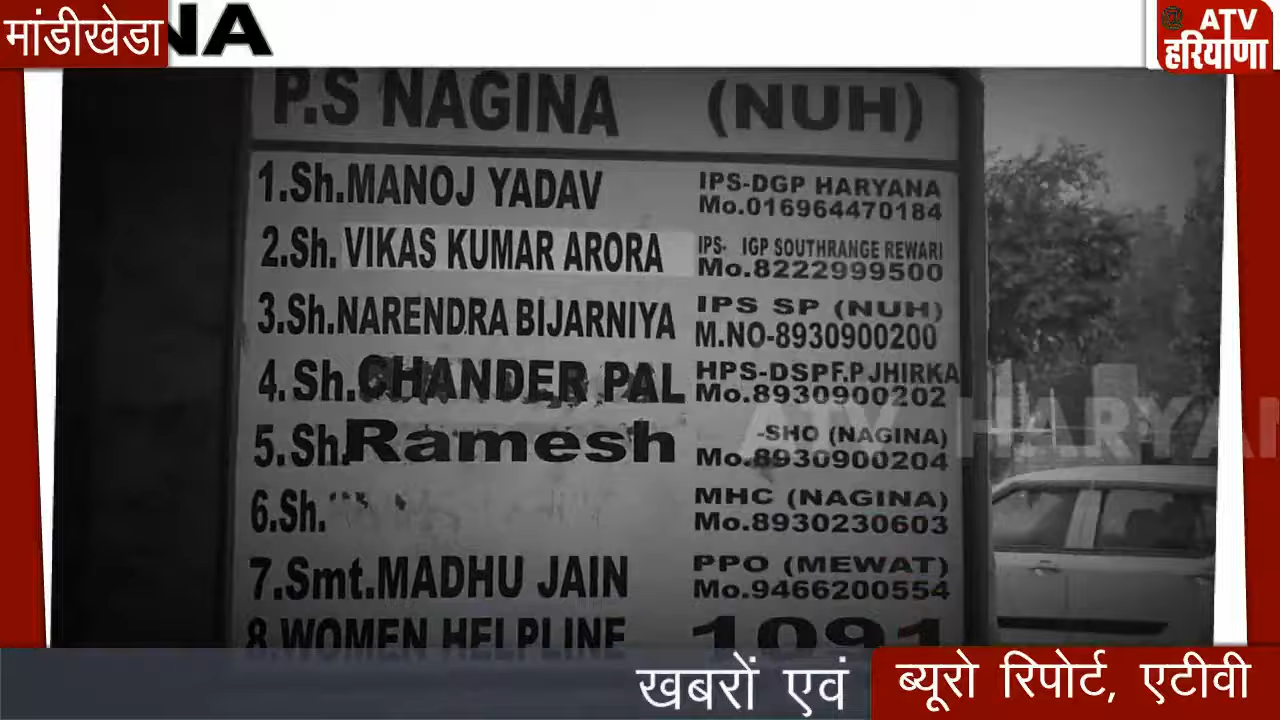 मांडीखेडा
NA
ATV
हरियाणा
P.S NAGINA (NUH)
1.Sh.MANOJ YADAV IPS-DGP HARYANA
Mo.016964470184
2.Sh. VIKAS KUMAR ARORA IPS- IGP SOUTHRANGE REWARI
Mo.8222999500
3.Sh.NARENDRA BIJARNIYA IPS SP (NUH)
M.NO-8930900200
4.Sh.CHANDER PAL HPS-DSPF.P.JHIRKA
Mo.8930900202
5.Sh.Ramesh -SHO (NAGINA)
Mo.8930900204
6.Sh. MHC (NAGINA)
Mo.8930230603
7.Smt.MADHU JAIN PPO (MEWAT)
Mo.9466200554
8.WOMEN HELPLINE 1091
ATV HARYAN
खबरों एवं
ब्यूरो रिपोर्ट, एटीवी